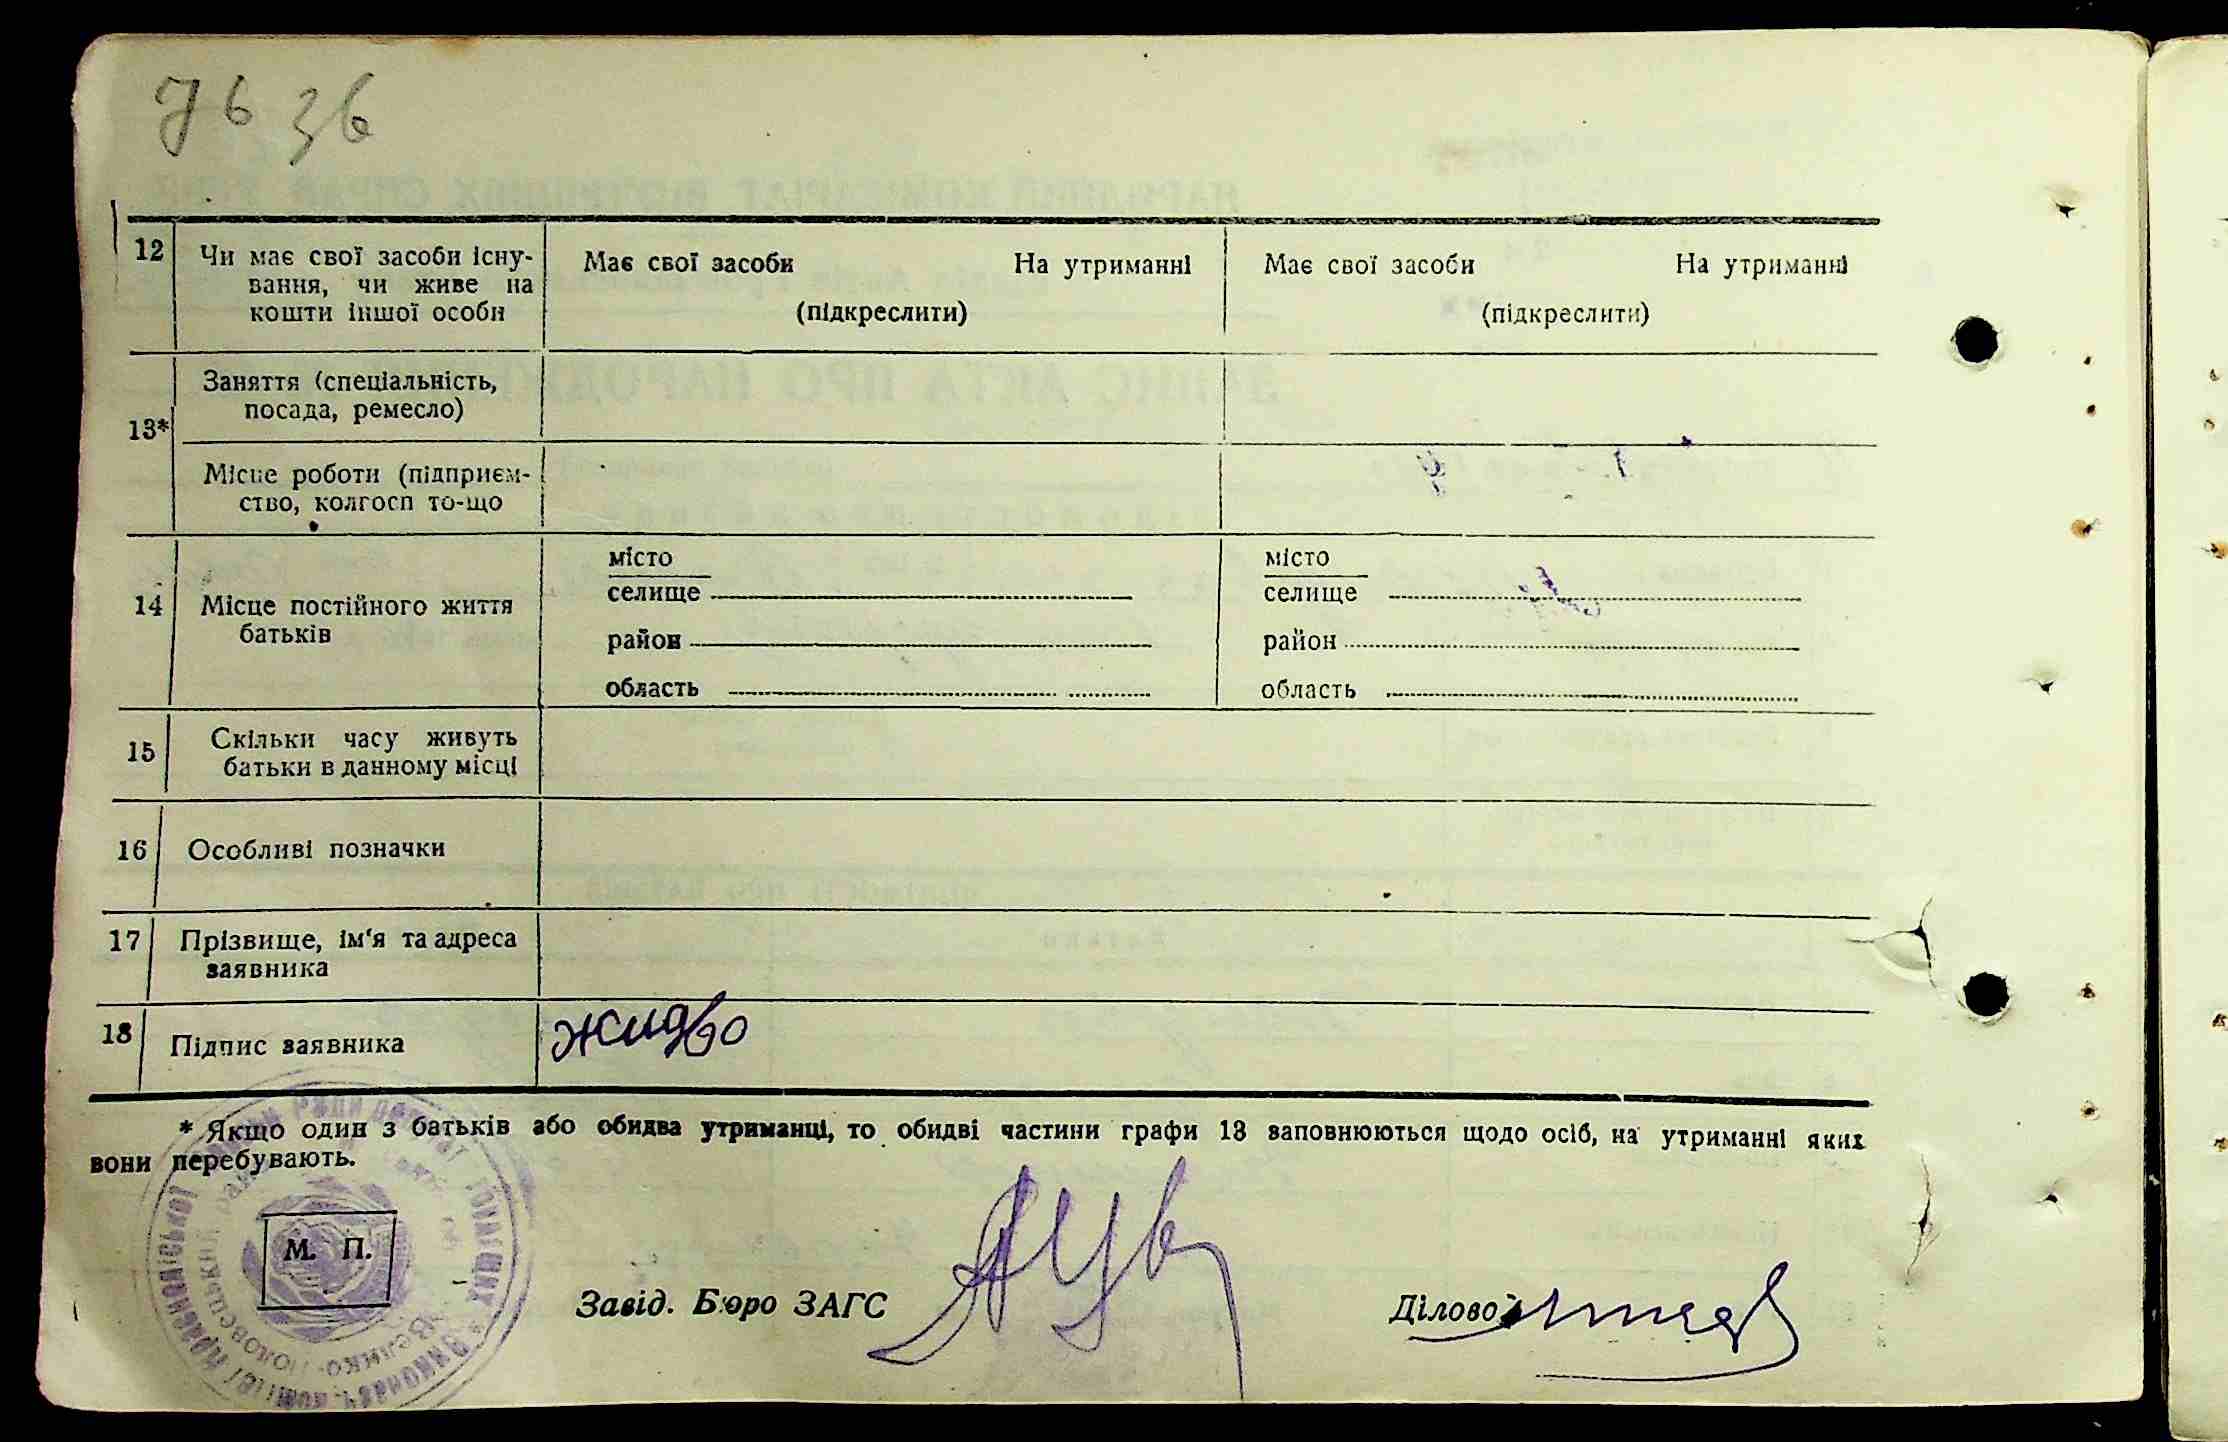 12 Чи має свої засоби існу-
вання, чи живе на
кошти іншої особи
Має свої засоби На утриманні
(підкреслити)
Має свої засоби На утриманні
(підкреслити)
13*
Заняття (спеціальність,
посада, ремесло)
Місце роботи (підприєм-
ство, колгосп то-що
14 Місце постійного життя
батьків
місто
селище
район
область
місто
селище
район
область
15 Скільки часу живуть
батьки в данному місці
16 Особливі позначки
17 Прізвище, ім'я та адреса
заявника
18 Підпис заявника
* Якщо один з батьків або обидва утриманці, то обидві частини графи 13 заповнюються щодо осіб, на утриманні яких
вони перебувають.
М. П.
Завід. Бюро ЗАГС
Діловод